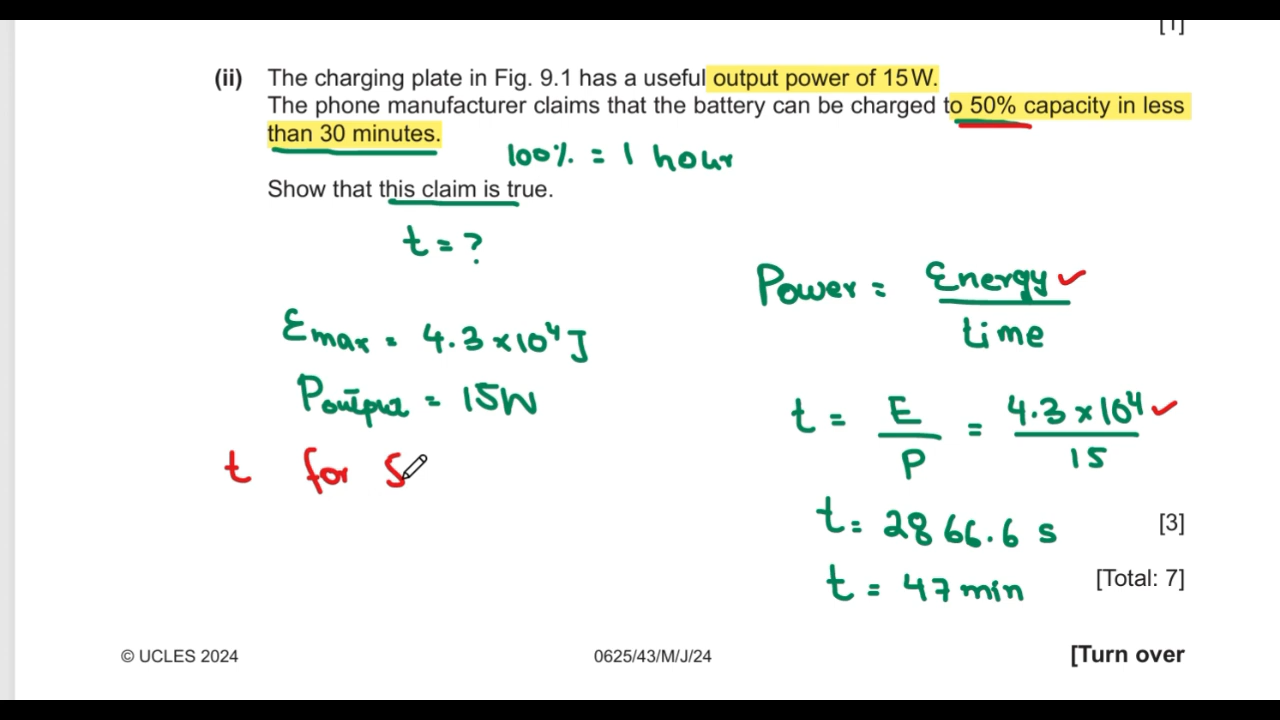 [1]
(ii) The charging plate in Fig. 9.1 has a useful output power of 15 W.
The phone manufacturer claims that the battery can be charged to 50% capacity in less
than 30 minutes.
100% = 1 hour
Show that this claim is true.
t = ?
Power = Energy / time
Emax = 4.3 × 10⁴ J
Poutput = 15W
t = E / P = 4.3 × 10⁴ / 15
t for 5
t = 2866.6 s
[3]
t = 47 min
[Total: 7]
© UCLES 2024
0625/43/M/J/24
[Turn over